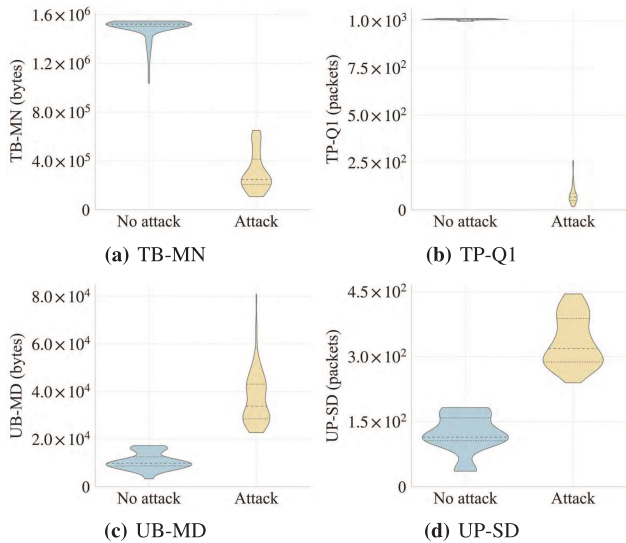 TB-MN (bytes)
1.6×10⁶
1.2×10⁶
8.0×10⁵
4.0×10⁵
0
No attack
Attack
(a) TB-MN
TP-Q1 (packets)
1.0×10³
7.5×10²
5.0×10²
2.5×10²
0
No attack
Attack
(b) TP-Q1
UB-MD (bytes)
8.0×10⁴
6.0×10⁴
4.0×10⁴
2.0×10⁴
0
No attack
Attack
(c) UB-MD
UP-SD (packets)
4.5×10²
3.0×10²
1.5×10²
0
No attack
Attack
(d) UP-SD